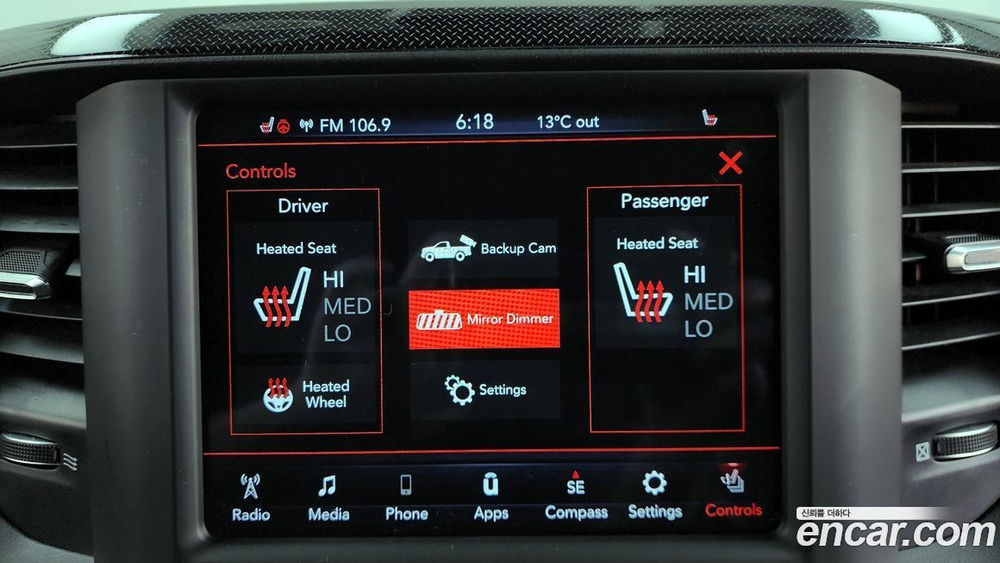 FM 106.9
6:18
13°C out
Controls
Driver
Heated Seat
HI
MED
LO
Heated
Wheel
Backup Cam
Mirror Dimmer
Settings
Passenger
Heated Seat
HI
MED
LO
Radio
Media
Phone
Apps
SE
Compass
Settings
Controls
신뢰를 더하다
encar.com